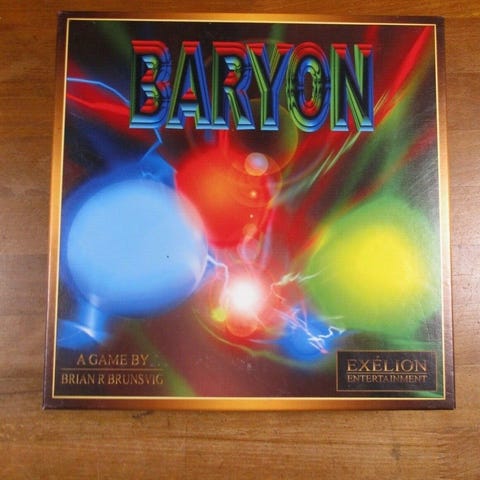 BARYON
A GAME BY...
BRIAN R BRUNSVIG
EXÉLION
ENTERTAINMENT